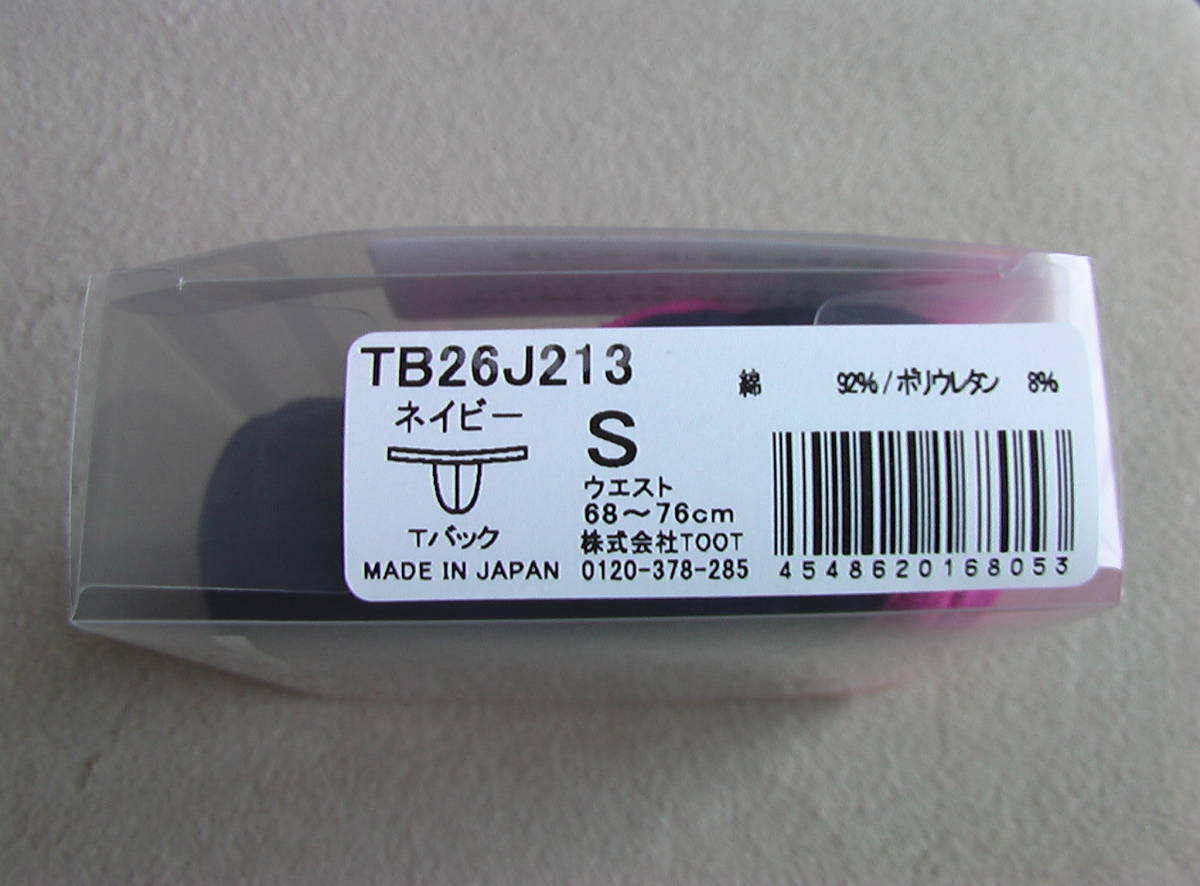 TB26J213
ネイビー
Tバック
MADE IN JAPAN
S
ウエスト
68～76cm
株式会社TOOT
0120-378-285
綿 92%/ポリウレタン 8%
4548620168053